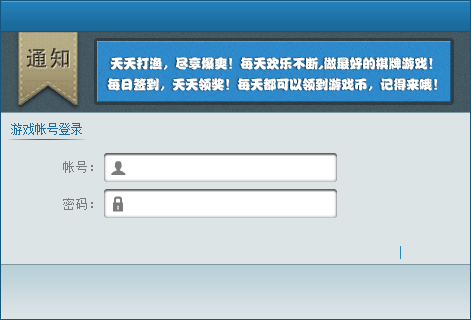 通知
天天打渔，尽享爆爽！每天欢乐不断,做最好的棋牌游戏！
每日签到，天天领奖！每天都可以领到游戏币，记得来哦！
游戏帐号登录
帐号：
密码：